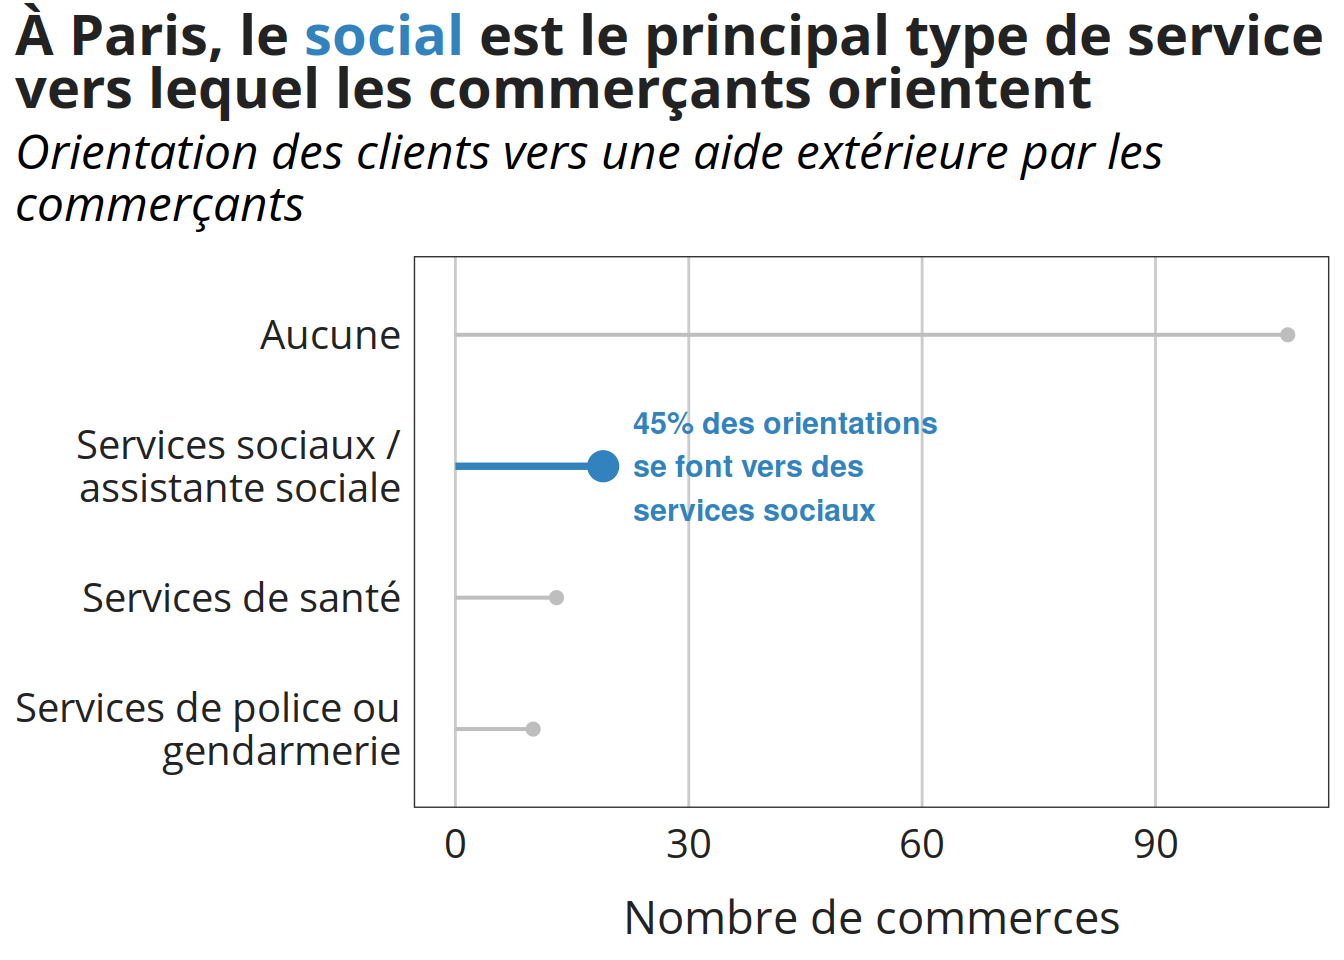 À Paris, le social est le principal type de service
vers lequel les commerçants orientent
Orientation des clients vers une aide extérieure par les
commerçants
Aucune
Services sociaux /
assistante sociale
45% des orientations
se font vers des
services sociaux
Services de santé
Services de police ou
gendarmerie
0 30 60 90
Nombre de commerces